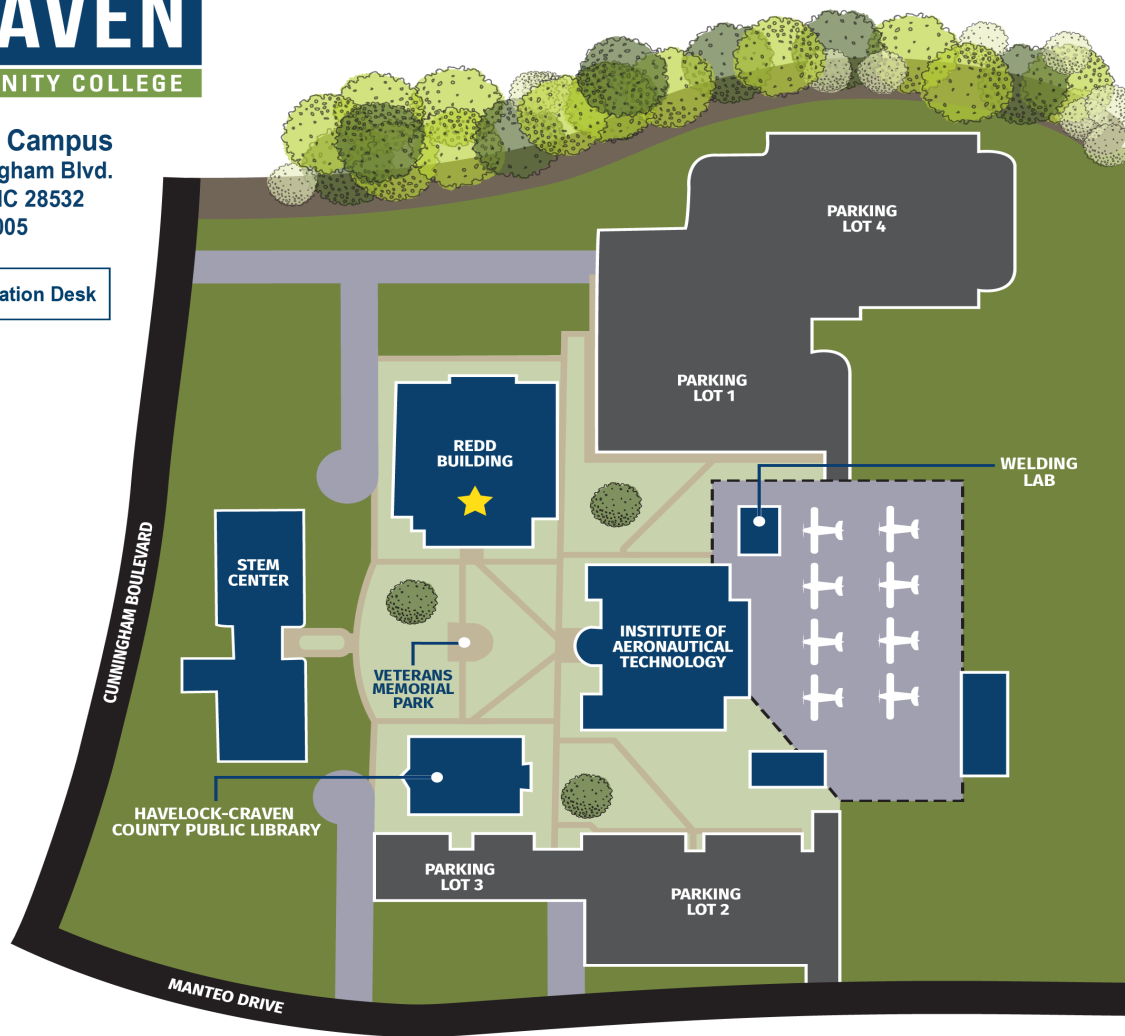 AVEN
NITY COLLEGE
Campus
gham Blvd.
NC 28532
005
ation Desk
PARKING
LOT 4
PARKING
LOT 1
REDD
BUILDING
WELDING
LAB
STEM
CENTER
CUNNINGHAM BOULEVARD
INSTITUTE OF
AERONAUTICAL
TECHNOLOGY
VETERANS
MEMORIAL
PARK
HAVELOCK-CRAVEN
COUNTY PUBLIC LIBRARY
PARKING
LOT 3
PARKING
LOT 2
MANTEO DRIVE